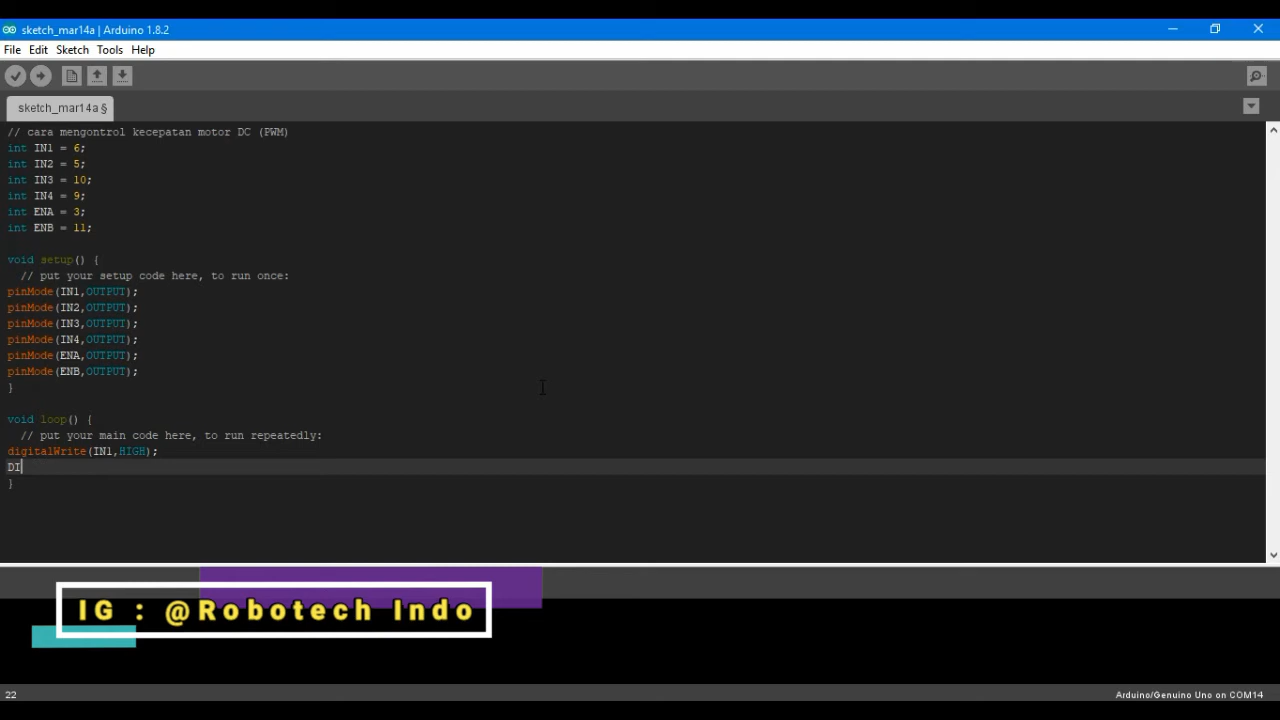 sketch_mar14a | Arduino 1.8.2
File Edit Sketch Tools Help
sketch_mar14a §
// cara mengontrol kecepatan motor DC (PWM)
int IN1 = 6;
int IN2 = 5;
int IN3 = 10;
int IN4 = 9;
int ENA = 3;
int ENB = 11;
void setup() {
// put your setup code here, to run once:
pinMode(IN1,OUTPUT);
pinMode(IN2,OUTPUT);
pinMode(IN3,OUTPUT);
pinMode(IN4,OUTPUT);
pinMode(ENA,OUTPUT);
pinMode(ENB,OUTPUT);
}
void loop() {
// put your main code here, to run repeatedly:
digitalWrite(IN1,HIGH);
DI
}
IG : @Robotech Indo
22 Arduino/Genuino Uno on COM14